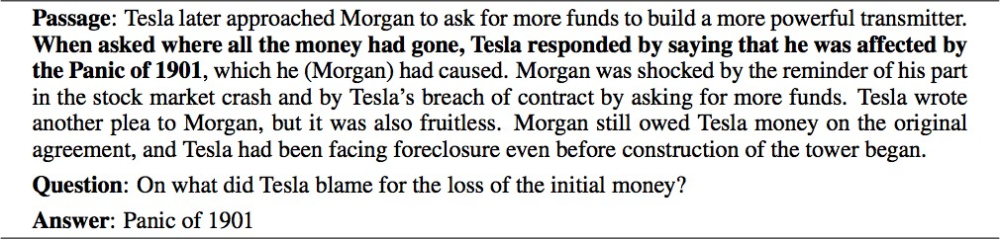 Passage: Tesla later approached Morgan to ask for more funds to build a more powerful transmitter.
When asked where all the money had gone, Tesla responded by saying that he was affected by
the Panic of 1901, which he (Morgan) had caused. Morgan was shocked by the reminder of his part
in the stock market crash and by Tesla's breach of contract by asking for more funds. Tesla wrote
another plea to Morgan, but it was also fruitless. Morgan still owed Tesla money on the original
agreement, and Tesla had been facing foreclosure even before construction of the tower began.
Question: On what did Tesla blame for the loss of the initial money?
Answer: Panic of 1901